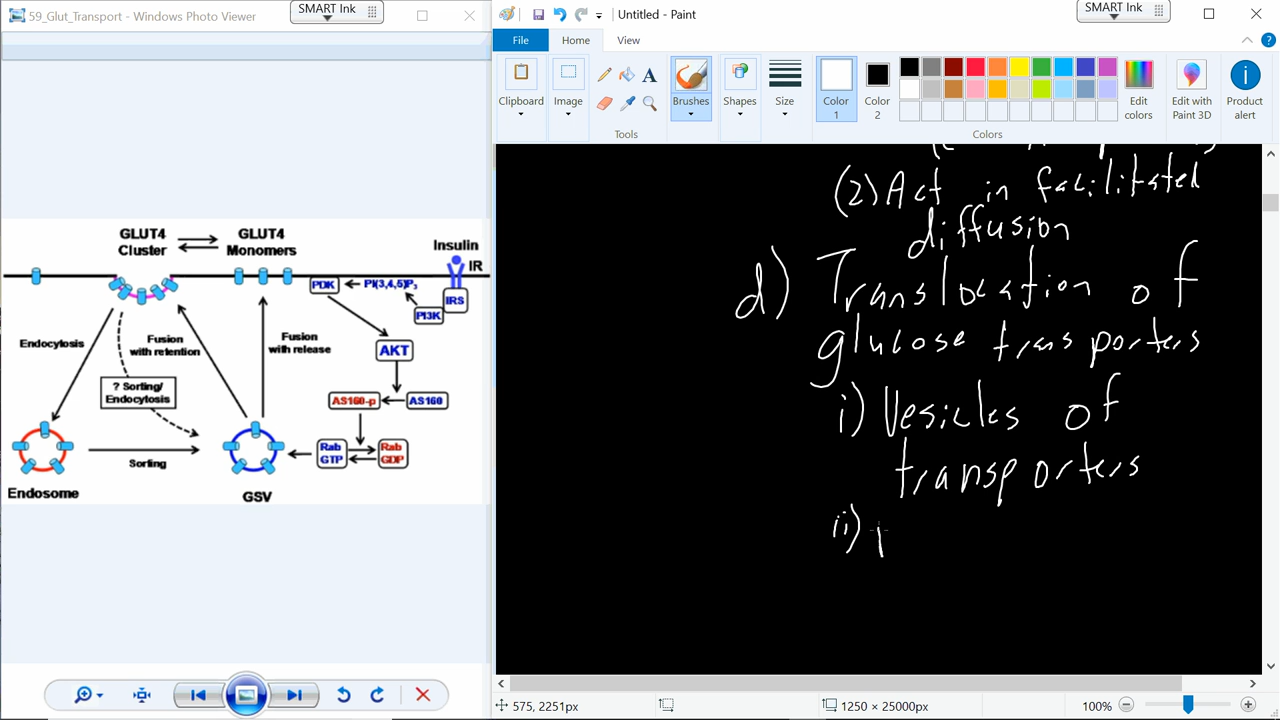 59_Glut_Transport - Windows Photo Viewer
SMART Ink
GLUT4
Cluster
GLUT4
Monomers
Insulin
IR
PDK
PI(3,4,5)P3
IRS
PI3K
Endocytosis
Fusion
with retention
Fusion
with release
AKT
? Sorting/
Endocytosis
AS160-p
AS160
Rab
GTP
Rab
GDP
Sorting
Endosome
GSV
Untitled - Paint
SMART Ink
File
Home
View
Clipboard
Image
Tools
Brushes
Shapes
Size
Color
1
Color
2
Edit
colors
Edit with
Paint 3D
Product
alert
Colors
(2) Act in facilitated
diffusion
d) Translocation of
glucose transporters
i) Vesicles of
transporters
ii)
575, 2251px
1250 × 25000px
100%